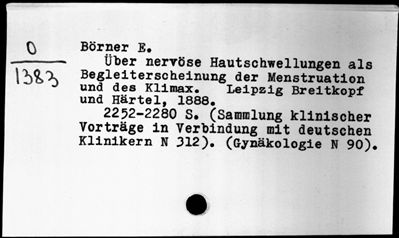 O
1383
Börner E.
Über nervöse Hautschwellungen als
Begleiterscheinung der Menstruation
und des Klimax. Leipzig Breitkopf
und Härtel, 1888.
2252-2280 S. (Sammlung klinischer
Vorträge in Verbindung mit deutschen
Klinikern N 312). (Gynäkologie N 90).